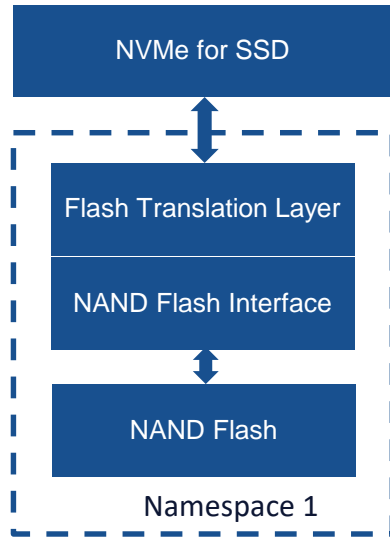 NVMe for SSD
Flash Translation Layer
NAND Flash Interface
NAND Flash
Namespace 1